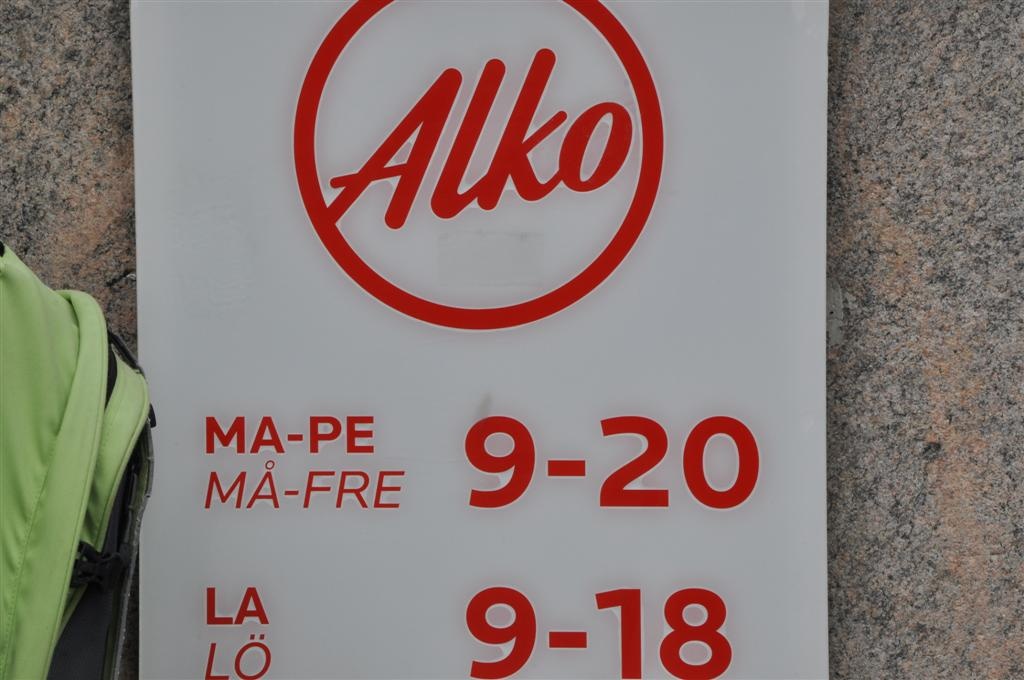 Alko
MA-PE 9-20
MÅ-FRE
LA 9-18
LÖ